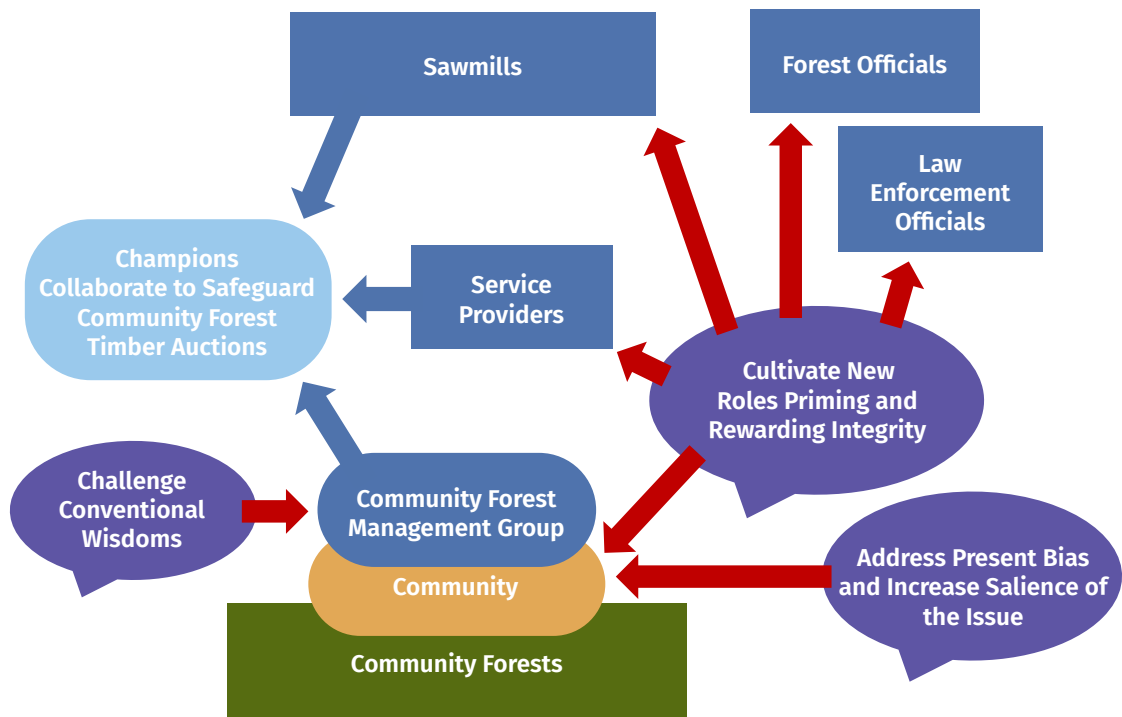 Sawmills
Forest Officials
Law
Enforcement
Officials
Champions
Collaborate to Safeguard
Community Forest
Timber Auctions
Service
Providers
Cultivate New
Roles Priming and
Rewarding Integrity
Challenge
Conventional
Wisdoms
Community Forest
Management Group
Address Present Bias
and Increase Salience of
the Issue
Community
Community Forests